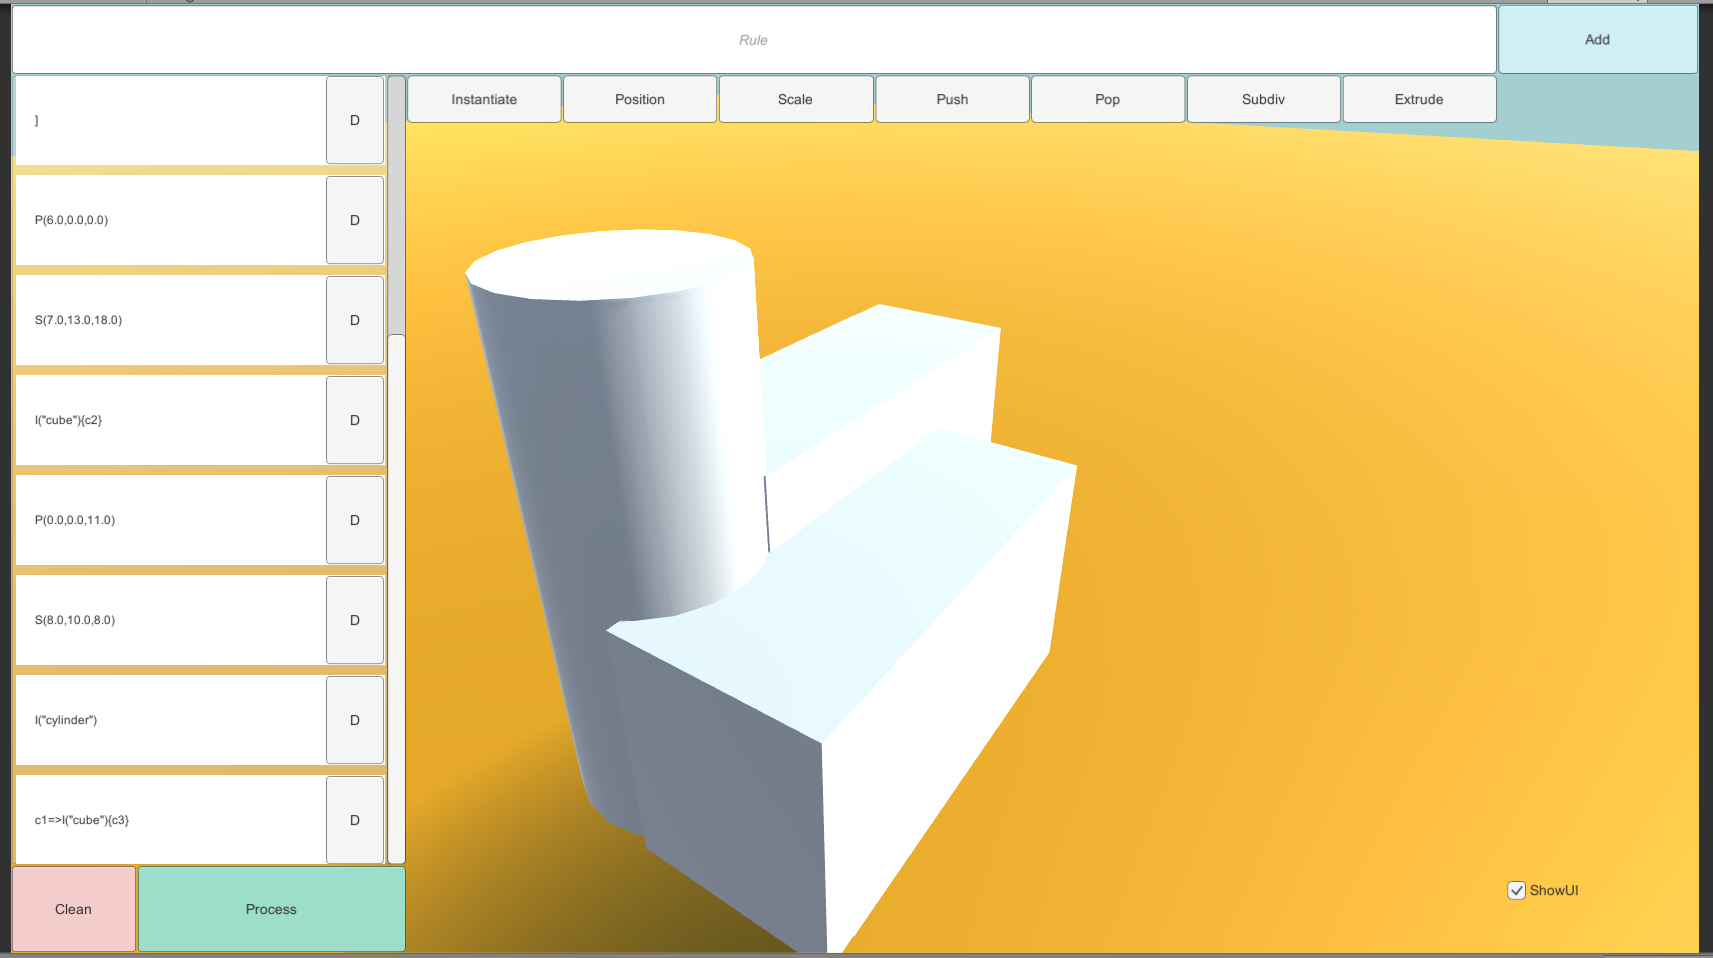 Rule
Add
Instantiate
Position
Scale
Push
Pop
Subdiv
Extrude
]
D
P(6.0,0.0,0.0)
D
S(7.0,13.0,18.0)
D
I("cube"){c2}
D
P(0.0,0.0,11.0)
D
S(8.0,10.0,8.0)
D
I("cylinder")
D
c1=>I("cube"){c3}
D
Clean
Process
ShowUI